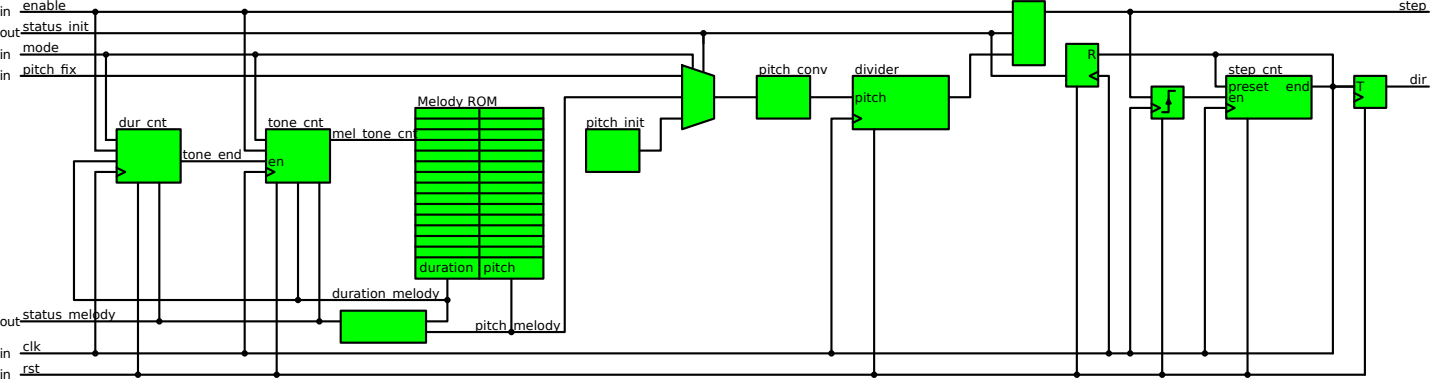 in enable step
out status_init
in mode R
in pitch_fix pitch_conv divider step_cnt
preset end T dir
pitch en
Melody ROM
dur_cnt tone_cnt mel_tone_cnt pitch_init
tone_end en
duration pitch
duration_melody
out status_melody pitch_melody
in clk
in rst